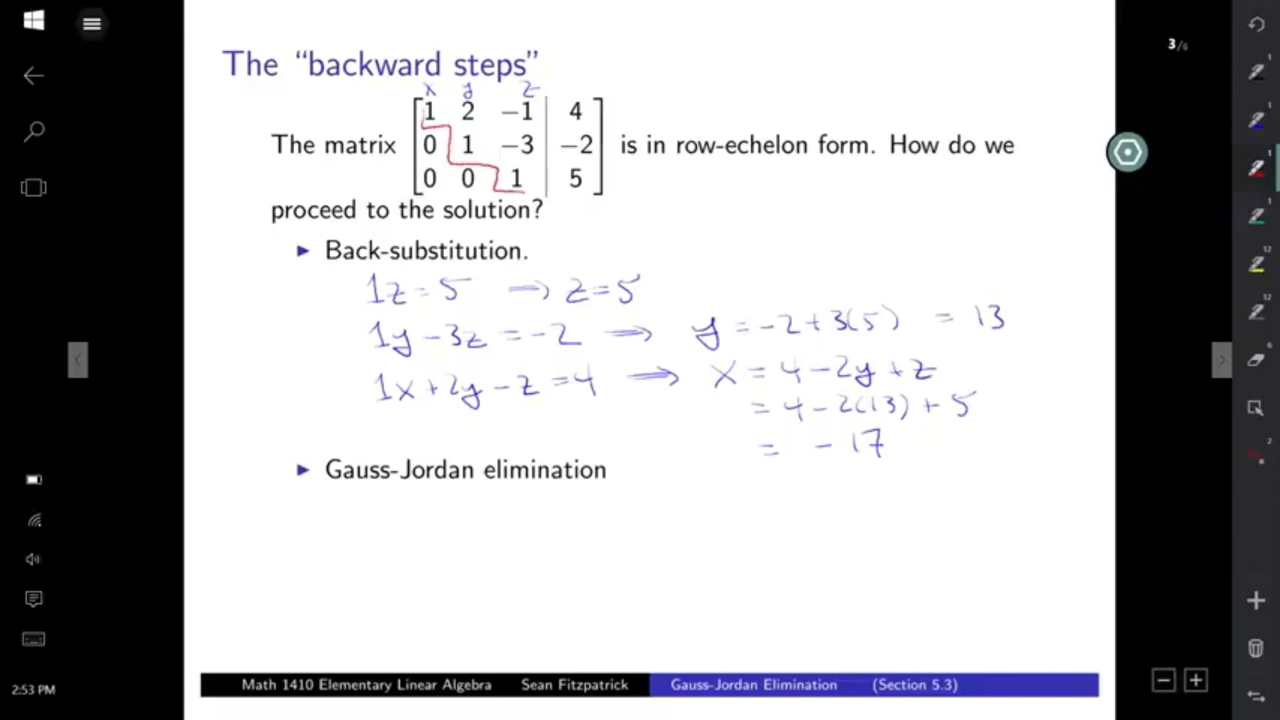 3/6
The “backward steps”
x y z
1 2 −1 4
The matrix 0 1 −3 −2 is in row-echelon form. How do we
0 0 1 5
proceed to the solution?
► Back-substitution.
1z = 5 ⇒ z = 5
1y − 3z = −2 ⇒ y = −2 + 3(5) = 13
1x + 2y − z = 4 ⇒ x = 4 − 2y + z
= 4 − 2(13) + 5
= −17
► Gauss-Jordan elimination
2:53 PM
Math 1410 Elementary Linear Algebra Sean Fitzpatrick Gauss-Jordan Elimination (Section 5.3)